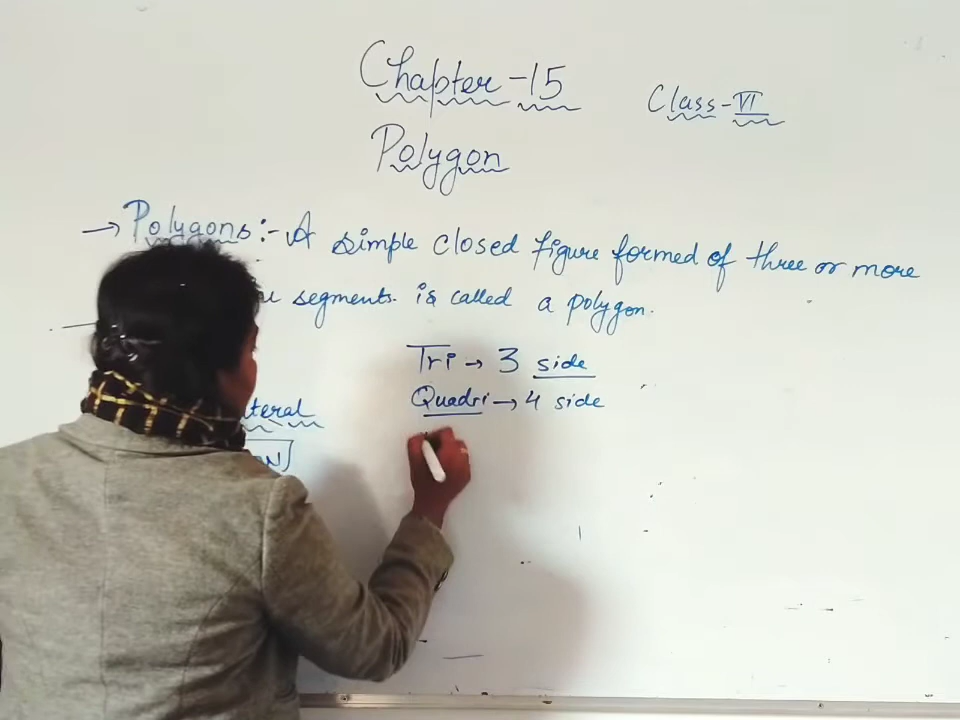 Chapter-15
Class-VI
Polygon
→ Polygons:- A simple closed figure formed of three or more
segments. is called a polygon.
Tri → 3 side
Quadri → 4 side
teral